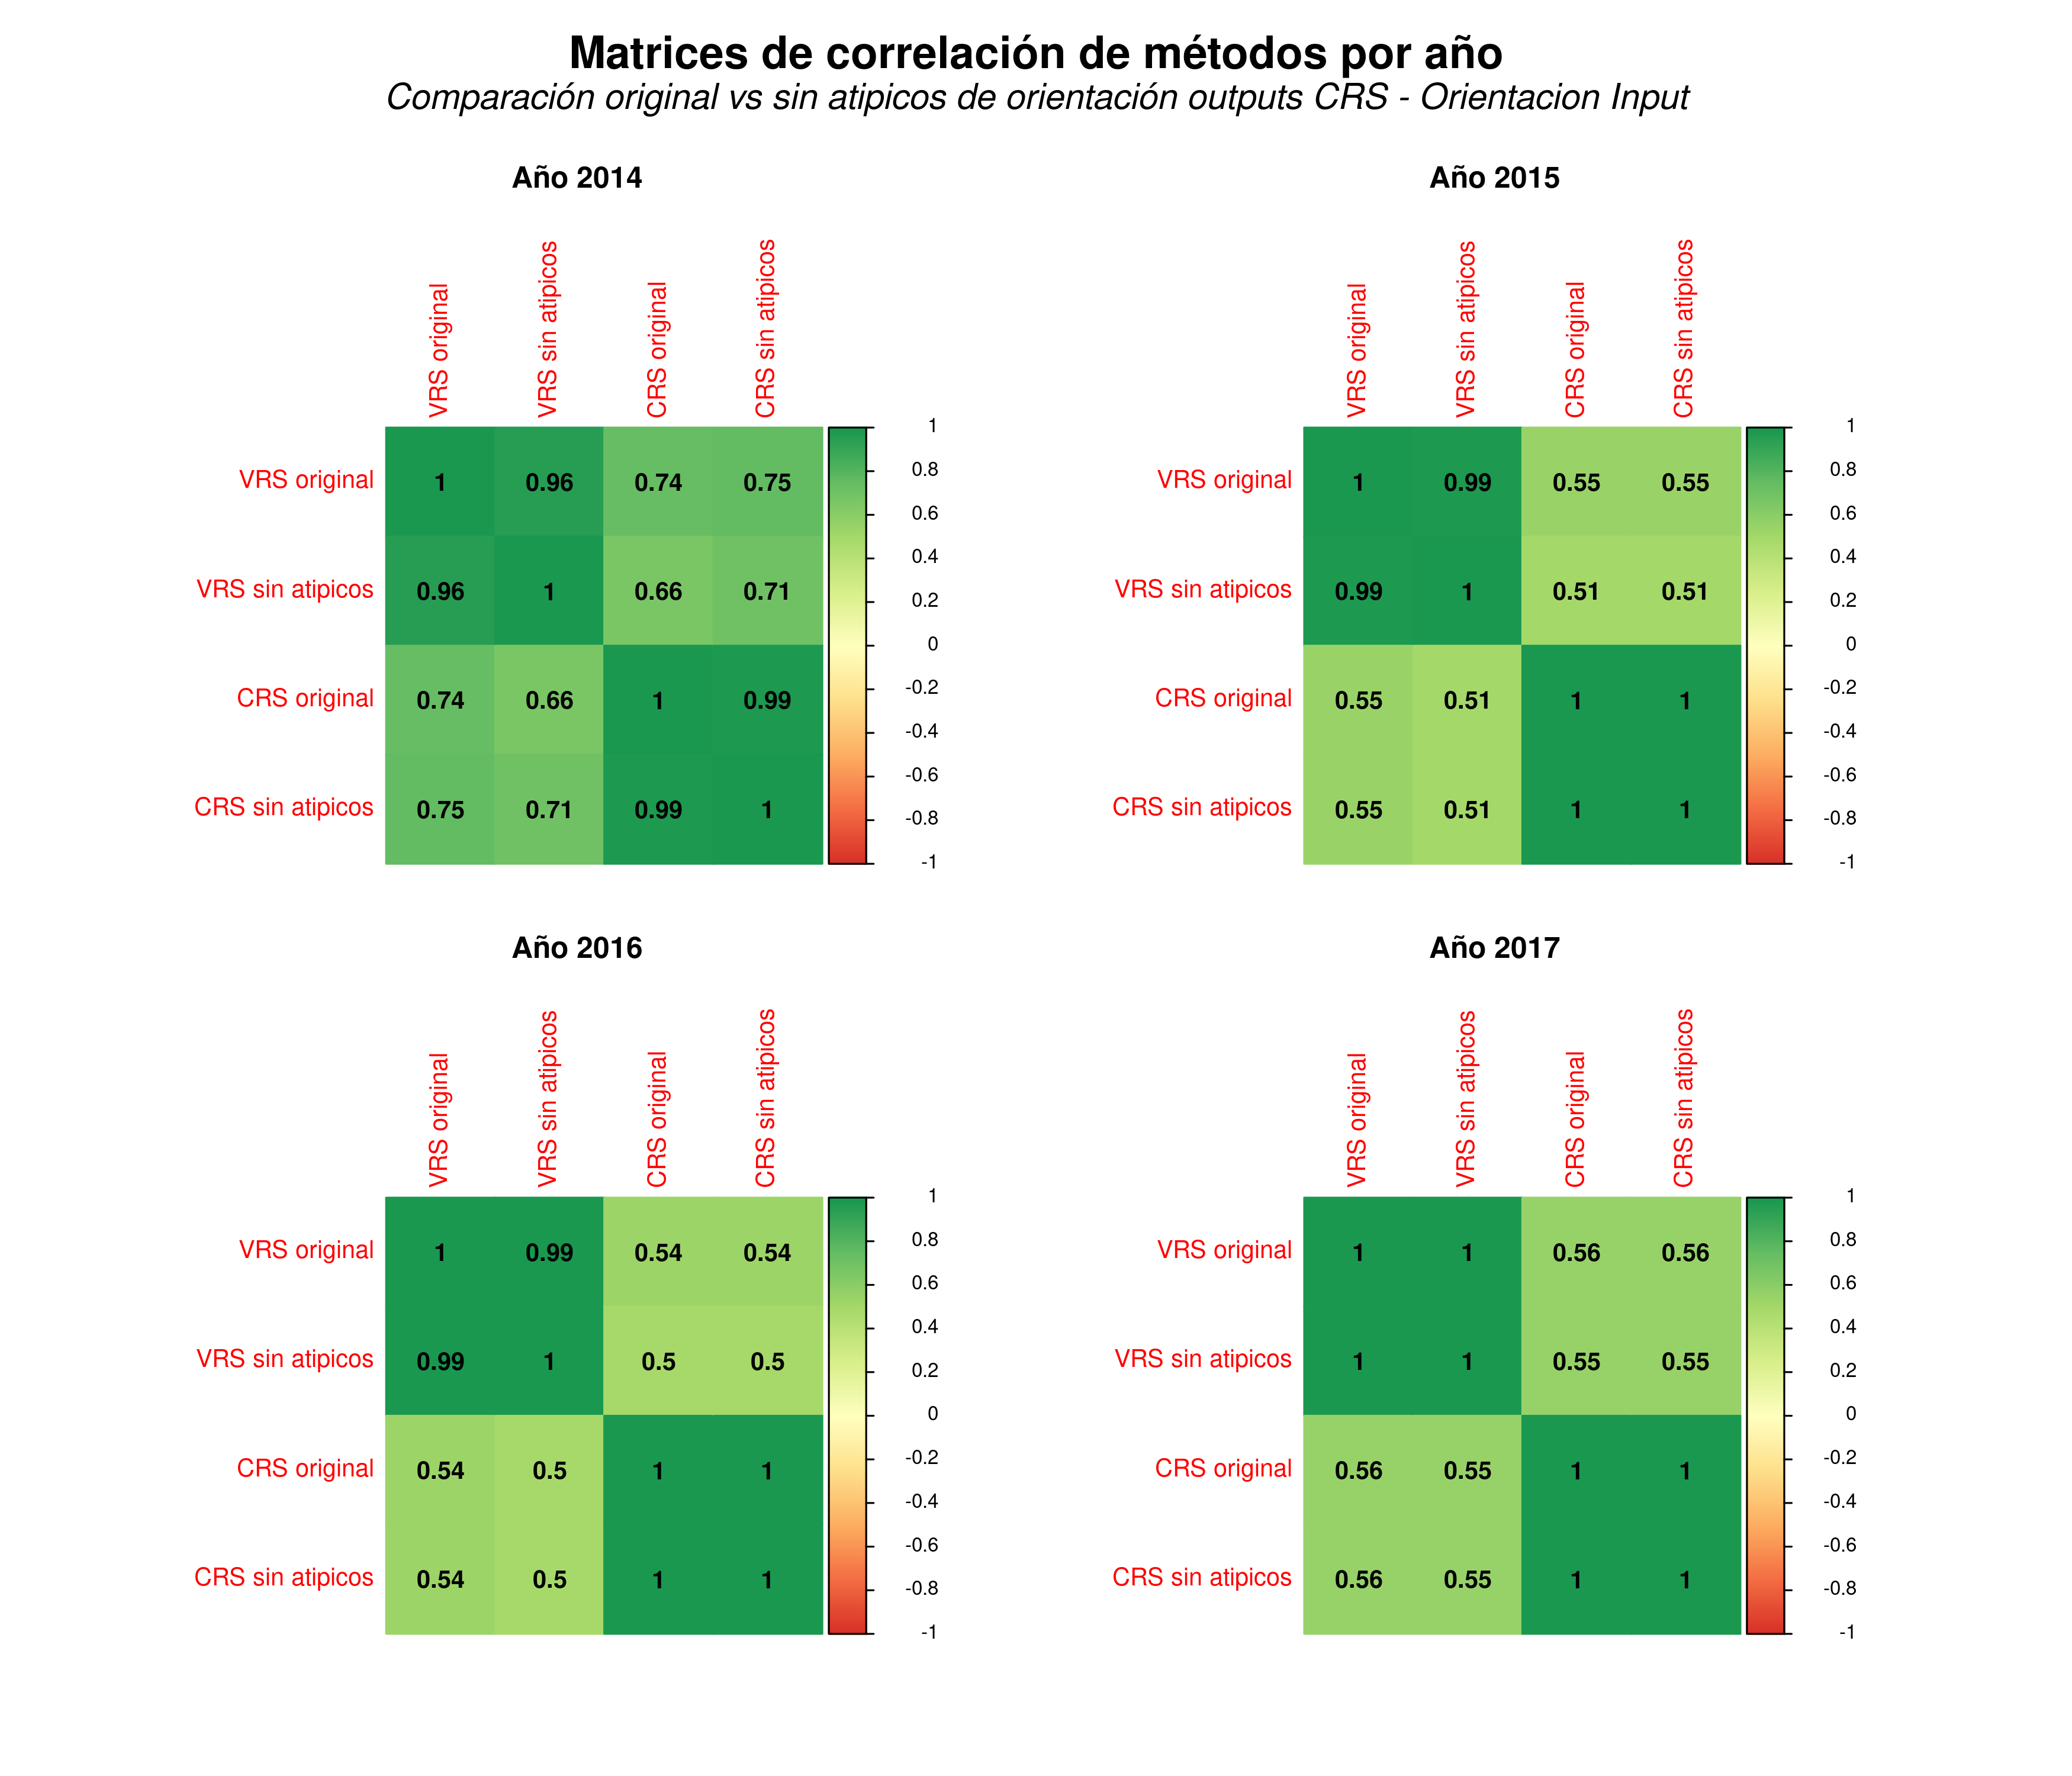 Matrices de correlación de métodos por año
Comparación original vs sin atipicos de orientación outputs CRS - Orientacion Input
Año 2014
VRS original
VRS sin atipicos
CRS original
CRS sin atipicos
VRS original 1 0.96 0.74 0.75
VRS sin atipicos 0.96 1 0.66 0.71
CRS original 0.74 0.66 1 0.99
CRS sin atipicos 0.75 0.71 0.99 1
1
0.8
0.6
0.4
0.2
0
-0.2
-0.4
-0.6
-0.8
-1
Año 2015
VRS original
VRS sin atipicos
CRS original
CRS sin atipicos
VRS original 1 0.99 0.55 0.55
VRS sin atipicos 0.99 1 0.51 0.51
CRS original 0.55 0.51 1 1
CRS sin atipicos 0.55 0.51 1 1
1
0.8
0.6
0.4
0.2
0
-0.2
-0.4
-0.6
-0.8
-1
Año 2016
VRS original
VRS sin atipicos
CRS original
CRS sin atipicos
VRS original 1 0.99 0.54 0.54
VRS sin atipicos 0.99 1 0.5 0.5
CRS original 0.54 0.5 1 1
CRS sin atipicos 0.54 0.5 1 1
1
0.8
0.6
0.4
0.2
0
-0.2
-0.4
-0.6
-0.8
-1
Año 2017
VRS original
VRS sin atipicos
CRS original
CRS sin atipicos
VRS original 1 1 0.56 0.56
VRS sin atipicos 1 1 0.55 0.55
CRS original 0.56 0.55 1 1
CRS sin atipicos 0.56 0.55 1 1
1
0.8
0.6
0.4
0.2
0
-0.2
-0.4
-0.6
-0.8
-1